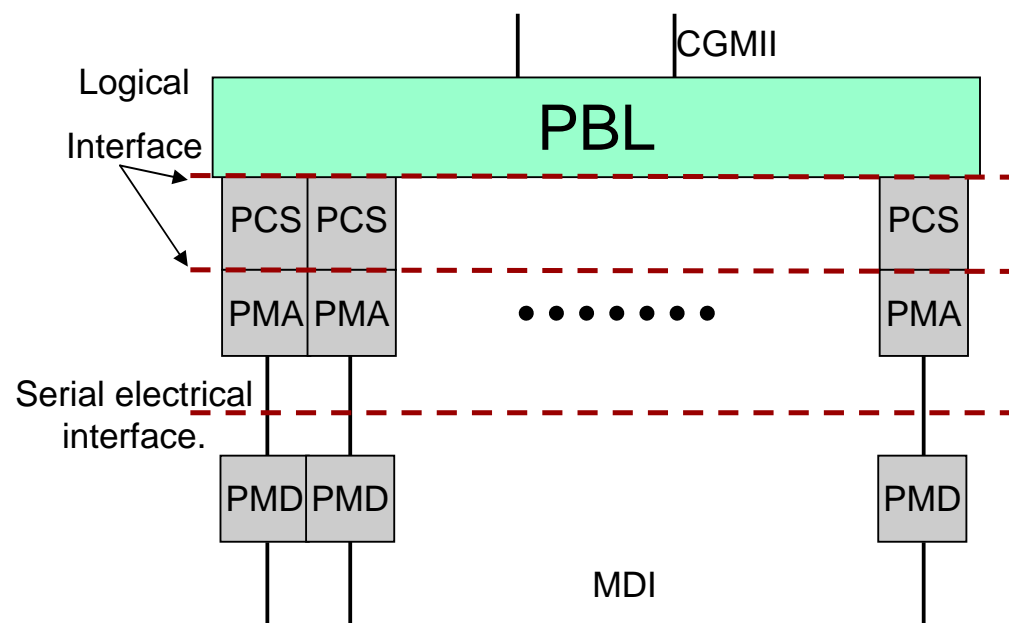 CGMII
Logical
PBL
Interface
PCS PCS PCS
PMA PMA PMA
Serial electrical
interface.
PMD PMD PMD
MDI